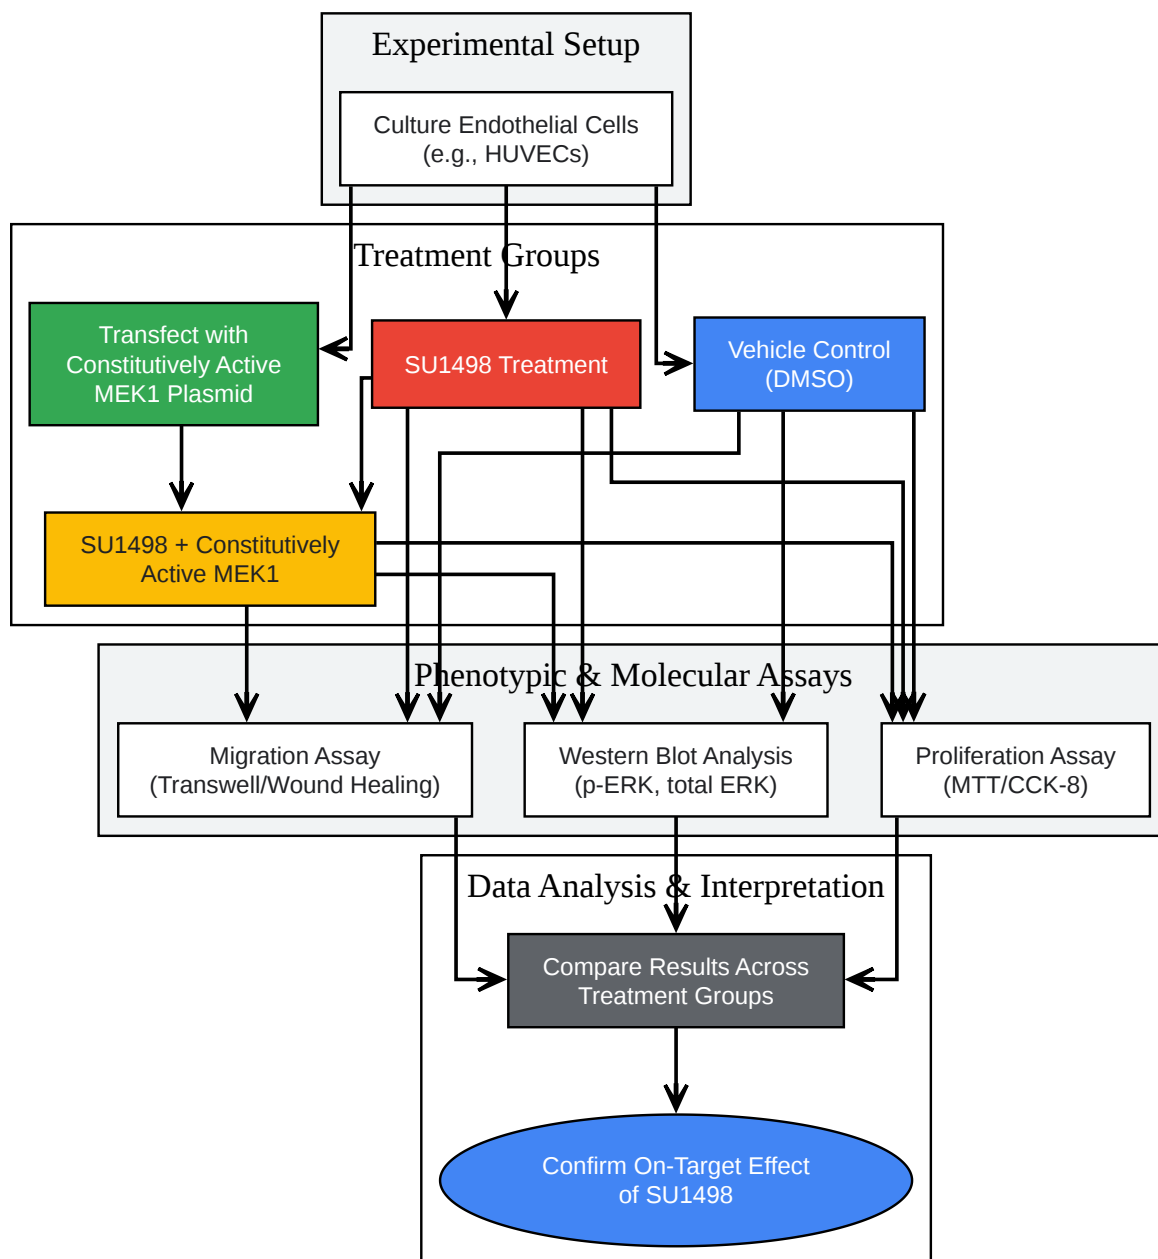 Experimental Setup
Culture Endothelial Cells
(e.g., HUVECs)
Treatment Groups
Transfect with
Constitutively Active
MEK1 Plasmid
SU1498 Treatment
Vehicle Control
(DMSO)
SU1498 + Constitutively
Active MEK1
Phenotypic & Molecular Assays
Migration Assay
(Transwell/Wound Healing)
Western Blot Analysis
(p-ERK, total ERK)
Proliferation Assay
(MTT/CCK-8)
Data Analysis & Interpretation
Compare Results Across
Treatment Groups
Confirm On-Target Effect
of SU1498